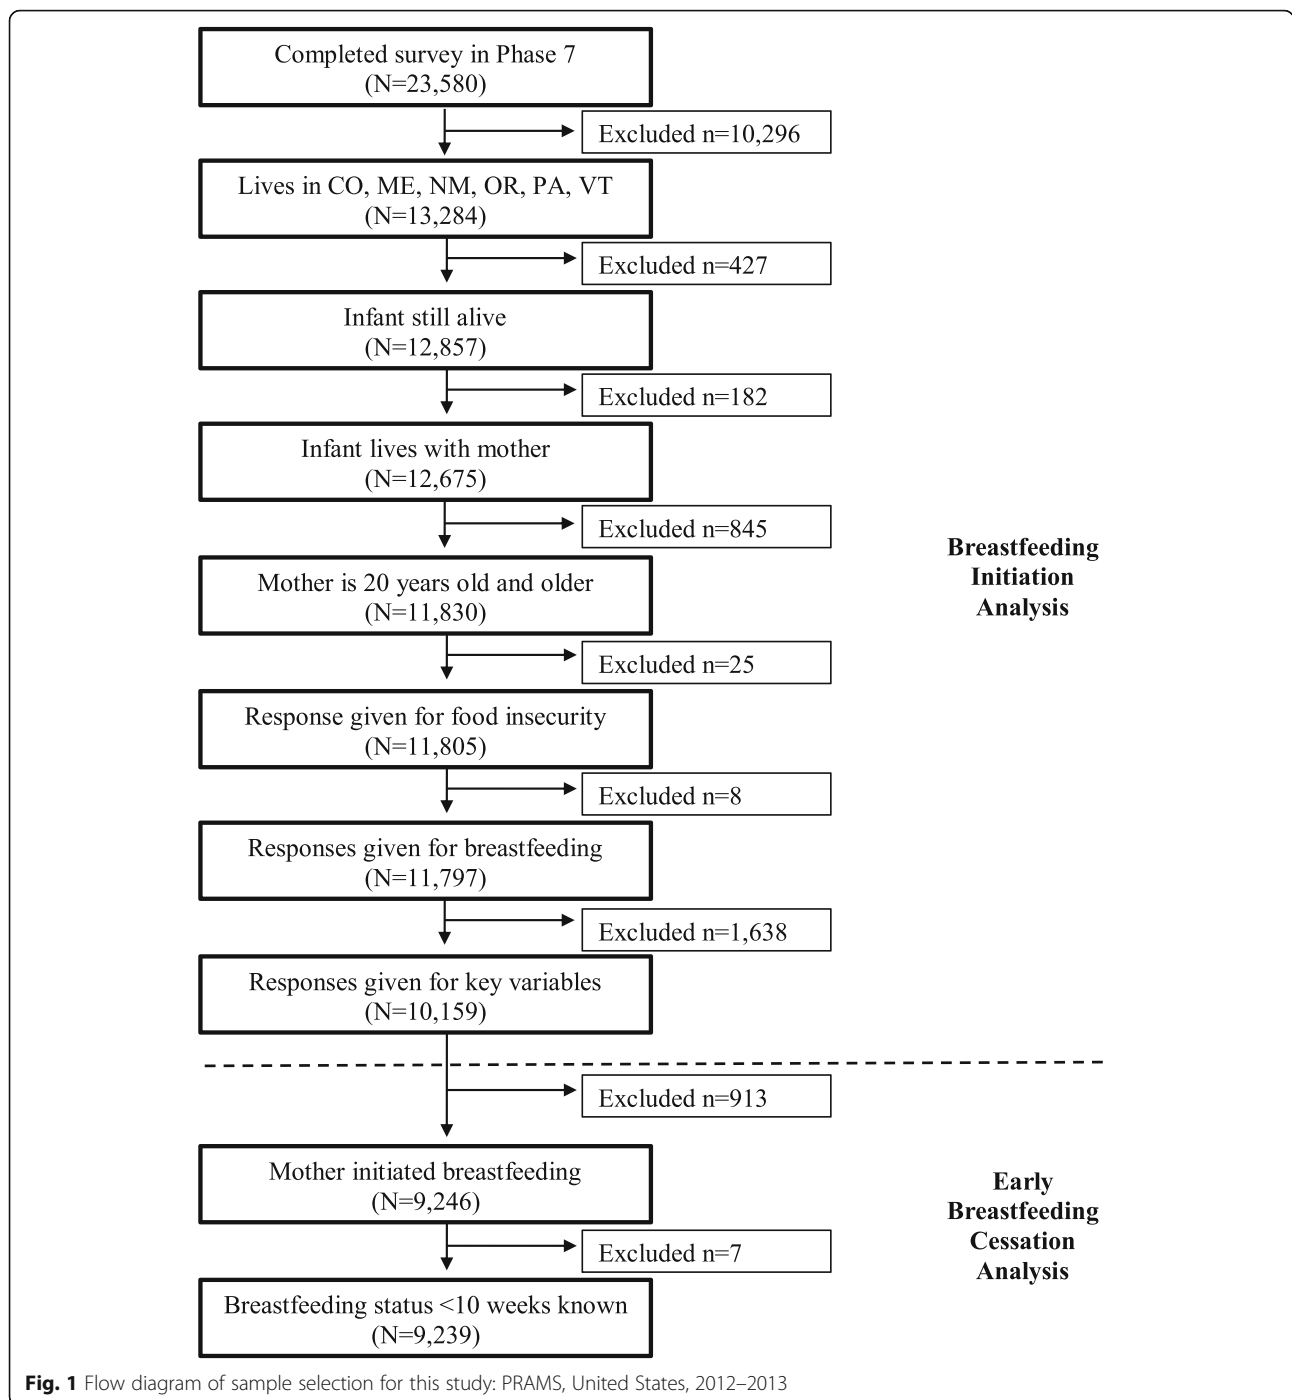 Completed survey in Phase 7
(N=23,580)
Excluded n=10,296
Lives in CO, ME, NM, OR, PA, VT
(N=13,284)
Excluded n=427
Infant still alive
(N=12,857)
Excluded n=182
Infant lives with mother
(N=12,675)
Excluded n=845
Mother is 20 years old and older
(N=11,830)
Excluded n=25
Response given for food insecurity
(N=11,805)
Excluded n=8
Responses given for breastfeeding
(N=11,797)
Excluded n=1,638
Responses given for key variables
(N=10,159)
Breastfeeding
Initiation
Analysis
Excluded n=913
Mother initiated breastfeeding
(N=9,246)
Excluded n=7
Breastfeeding status <10 weeks known
(N=9,239)
Early
Breastfeeding
Cessation
Analysis
Fig. 1 Flow diagram of sample selection for this study: PRAMS, United States, 2012–2013